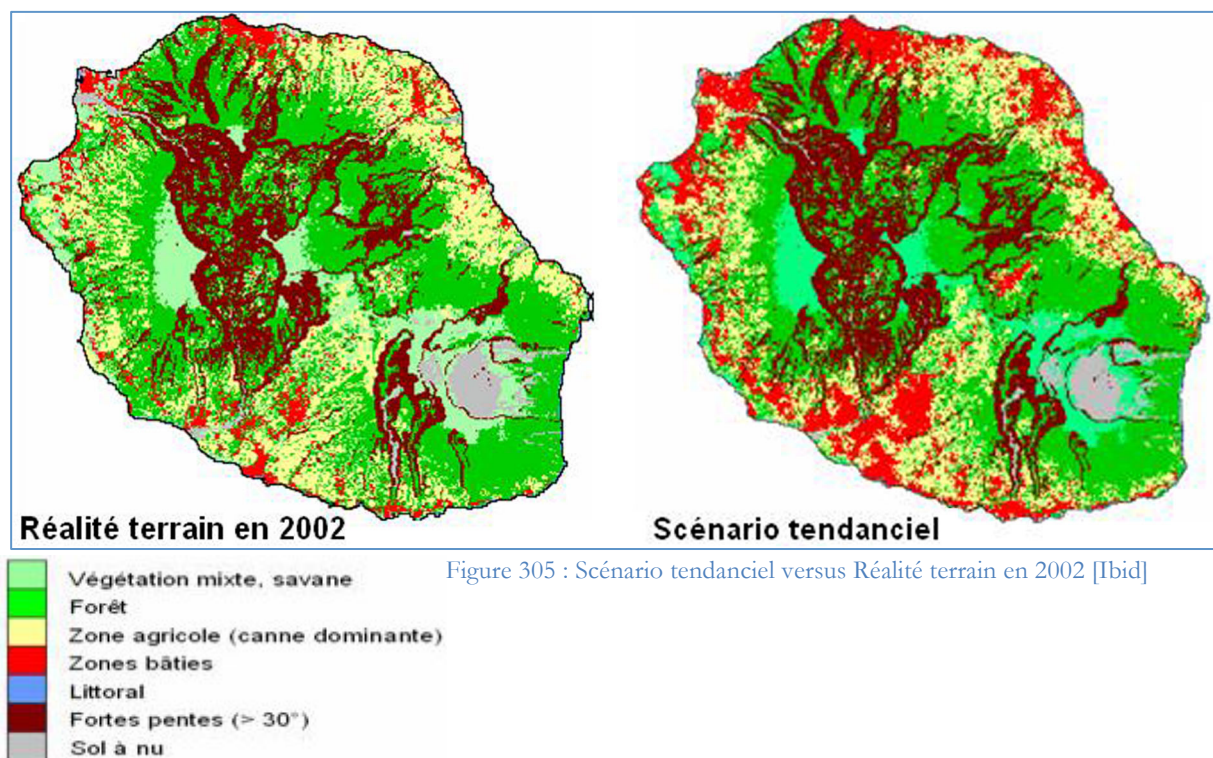 Réalité terrain en 2002
Scénario tendanciel
Figure 305 : Scénario tendanciel versus Réalité terrain en 2002 [Ibid]
Végétation mixte, savane
Forêt
Zone agricole (canne dominante)
Zones bâties
Littoral
Fortes pentes (> 30°)
Sol à nu